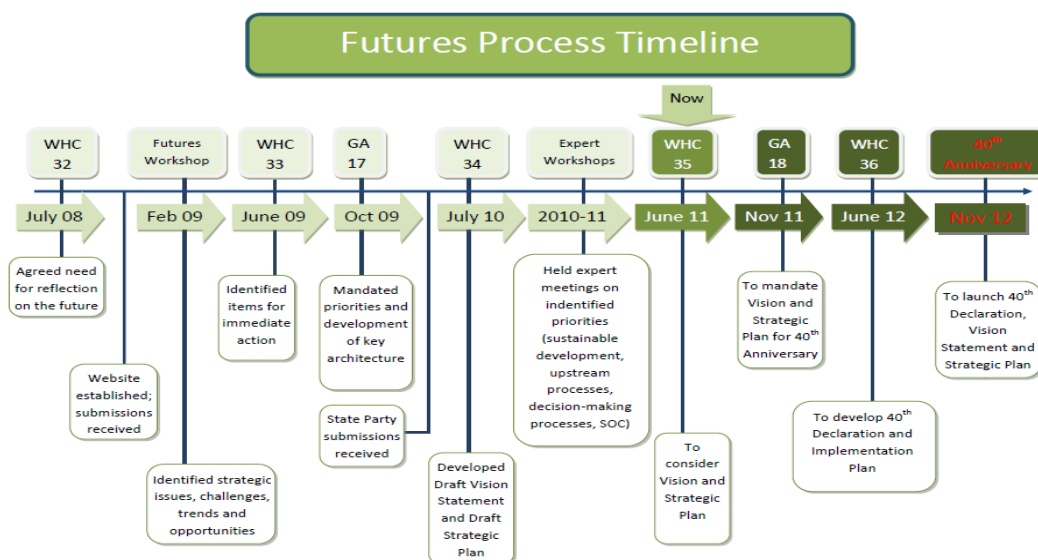 Futures Process Timeline
Now
WHC
32
Futures
Workshop
WHC
33
GA
17
WHC
34
Expert
Workshops
WHC
35
GA
18
WHC
36
40th
Anniversary
July 08
Feb 09
June 09
Oct 09
July 10
2010-11
June 11
Nov 11
June 12
Nov 12
Agreed need
for reflection
on the future
Website
established;
submissions
received
Identified strategic
issues, challenges,
trends and
opportunities
Identified
items for
immediate
action
Mandated
priorities and
development
of key
architecture
State Party
submissions
received
Developed
Draft Vision
Statement
and Draft
Strategic
Plan
Held expert
meetings on
indentified
priorities
(sustainable
development,
upstream
processes,
decision-making
processes, SOC)
To
consider
Vision and
Strategic
Plan
To mandate
Vision and
Strategic
Plan for 40th
Anniversary
To develop 40th
Declaration and
Implementation
Plan
To launch 40th
Declaration,
Vision
Statement and
Strategic Plan